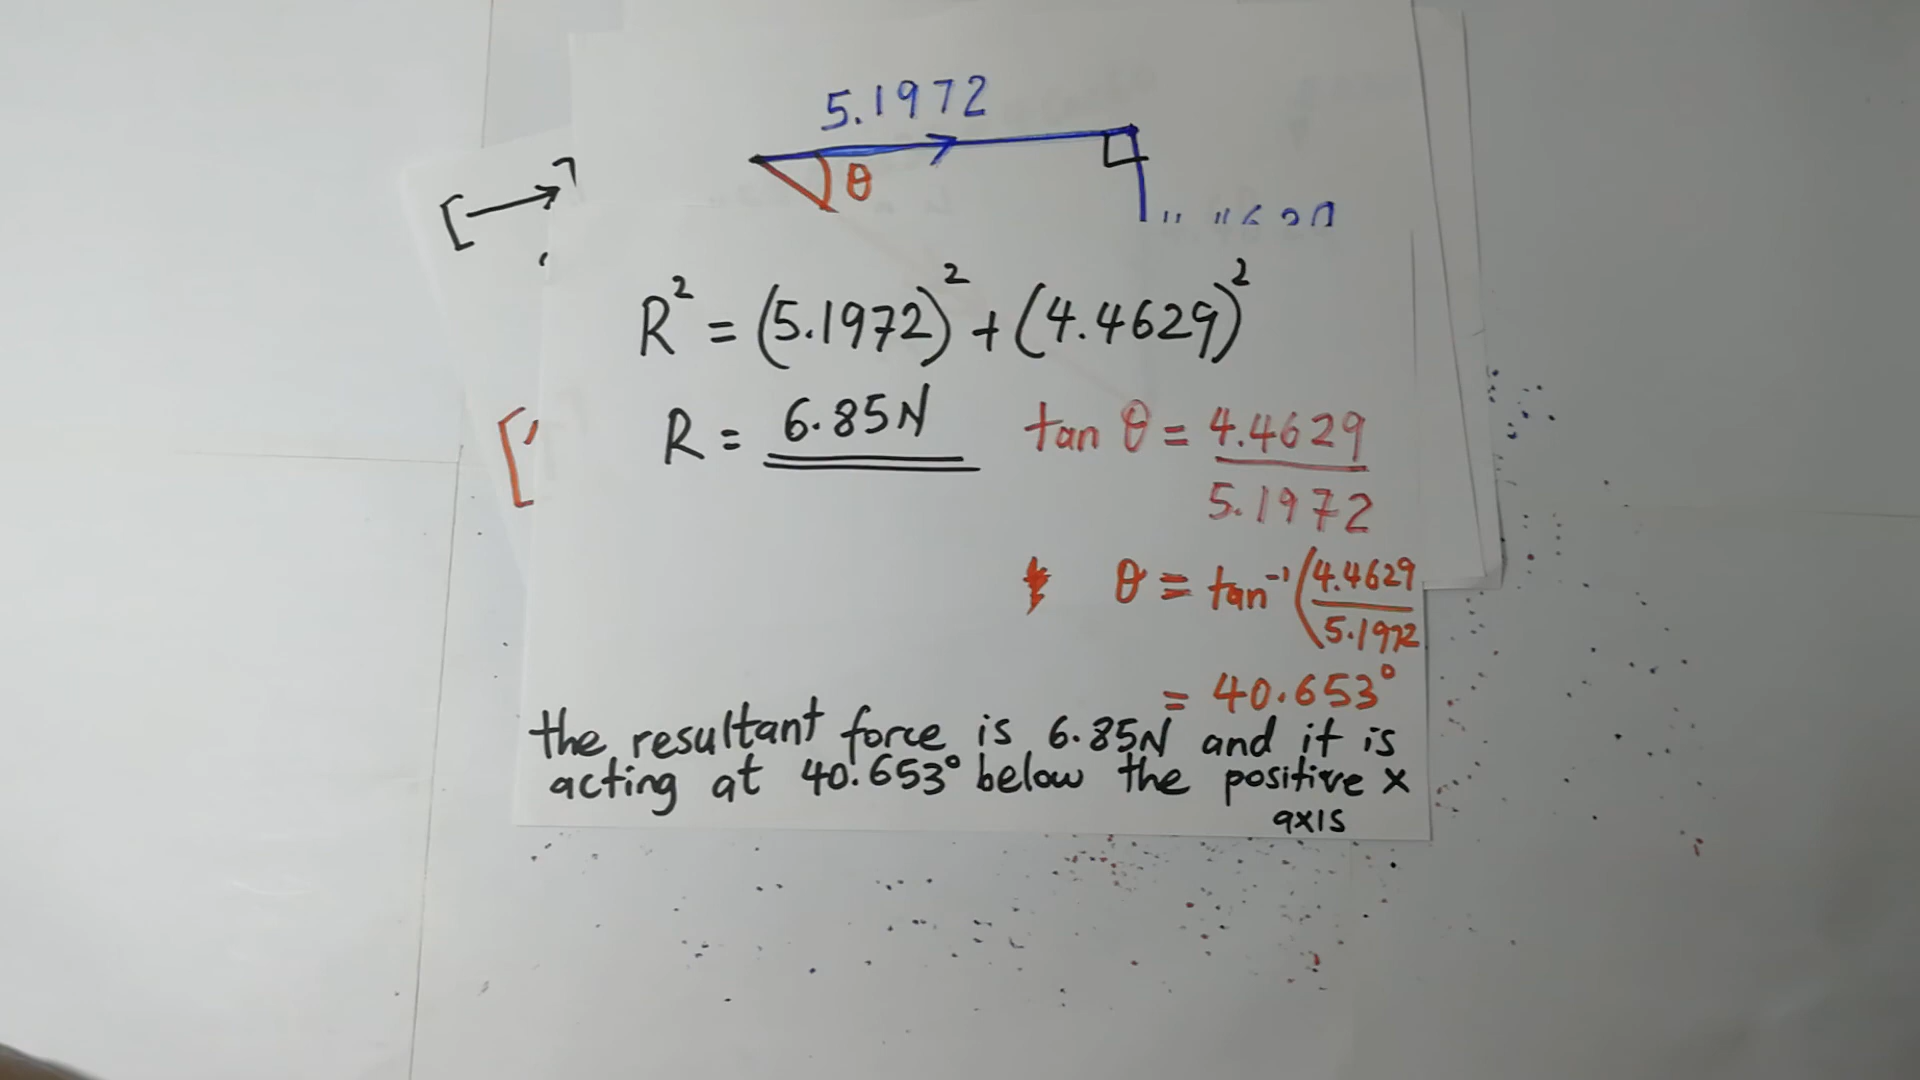 5.1972
θ
R² = (5.1972)² + (4.4629)²
R = 6.85N
tan θ = 4.4629
5.1972
θ = tan⁻¹(4.4629
5.1972
= 40.653°
the resultant force is 6.85N and it is
acting at 40.653° below the positive x
axis